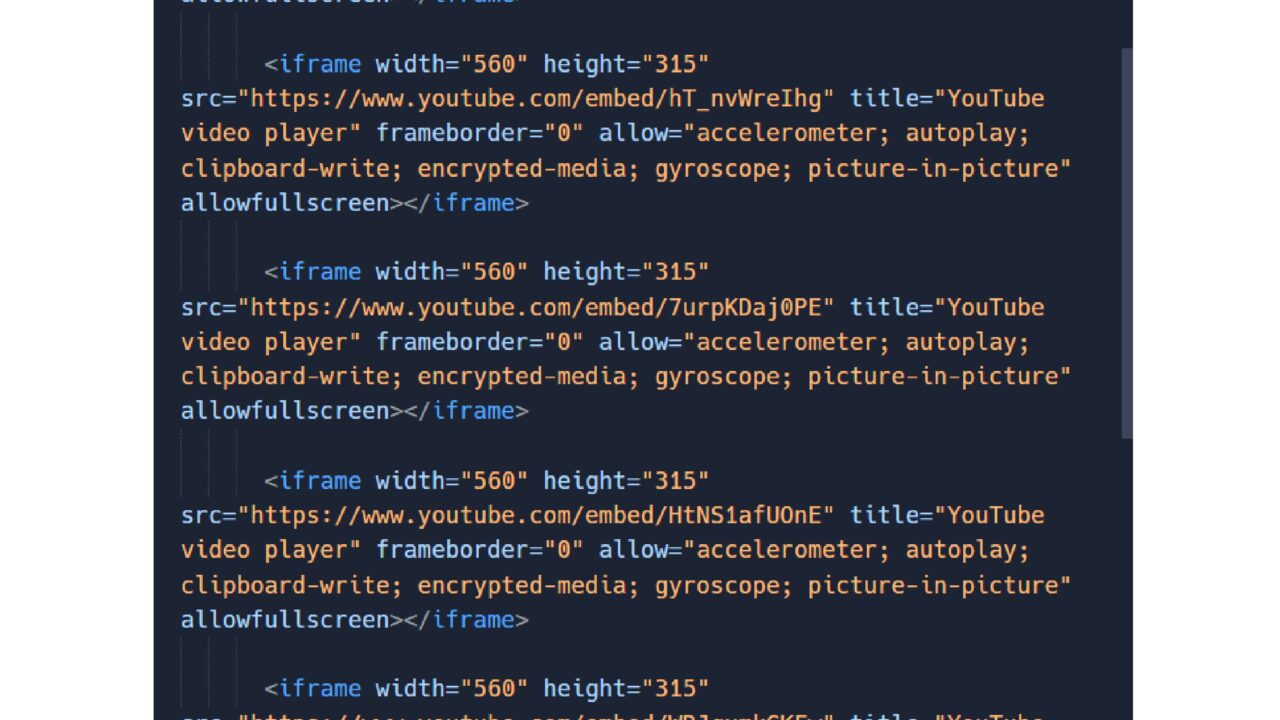 allowfullscreen></iframe>
<iframe width="560" height="315"
src="https://www.youtube.com/embed/hT_nvWreIhg" title="YouTube
video player" frameborder="0" allow="accelerometer; autoplay;
clipboard-write; encrypted-media; gyroscope; picture-in-picture"
allowfullscreen></iframe>
<iframe width="560" height="315"
src="https://www.youtube.com/embed/7urpKDaj0PE" title="YouTube
video player" frameborder="0" allow="accelerometer; autoplay;
clipboard-write; encrypted-media; gyroscope; picture-in-picture"
allowfullscreen></iframe>
<iframe width="560" height="315"
src="https://www.youtube.com/embed/HtNS1afUOnE" title="YouTube
video player" frameborder="0" allow="accelerometer; autoplay;
clipboard-write; encrypted-media; gyroscope; picture-in-picture"
allowfullscreen></iframe>
<iframe width="560" height="315"
title="YouTube